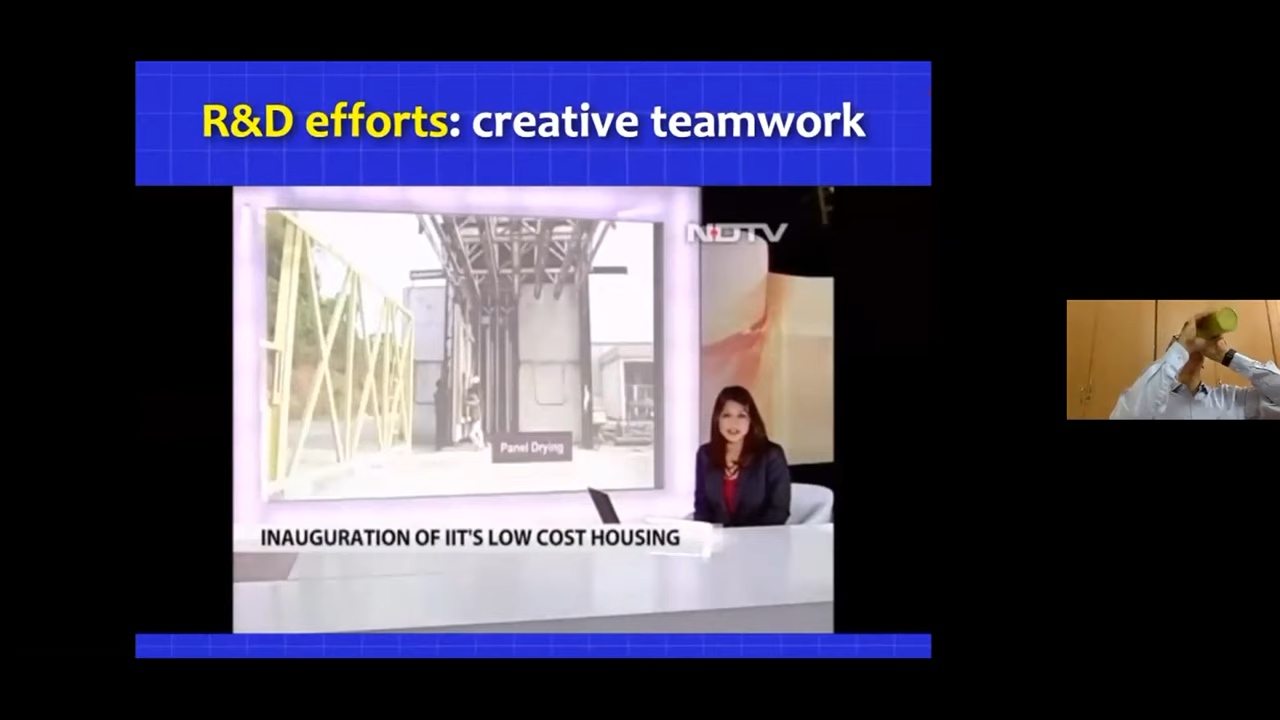 R&D efforts: creative teamwork
NDTV
Panel Drying
INAUGURATION OF IIT'S LOW COST HOUSING